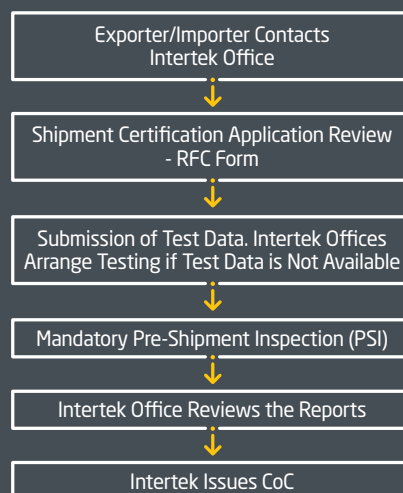 Exporter/Importer Contacts
Intertek Office
Shipment Certification Application Review
- RFC Form
Submission of Test Data. Intertek Offices
Arrange Testing if Test Data is Not Available
Mandatory Pre-Shipment Inspection (PSI)
Intertek Office Reviews the Reports
Intertek Issues CoC